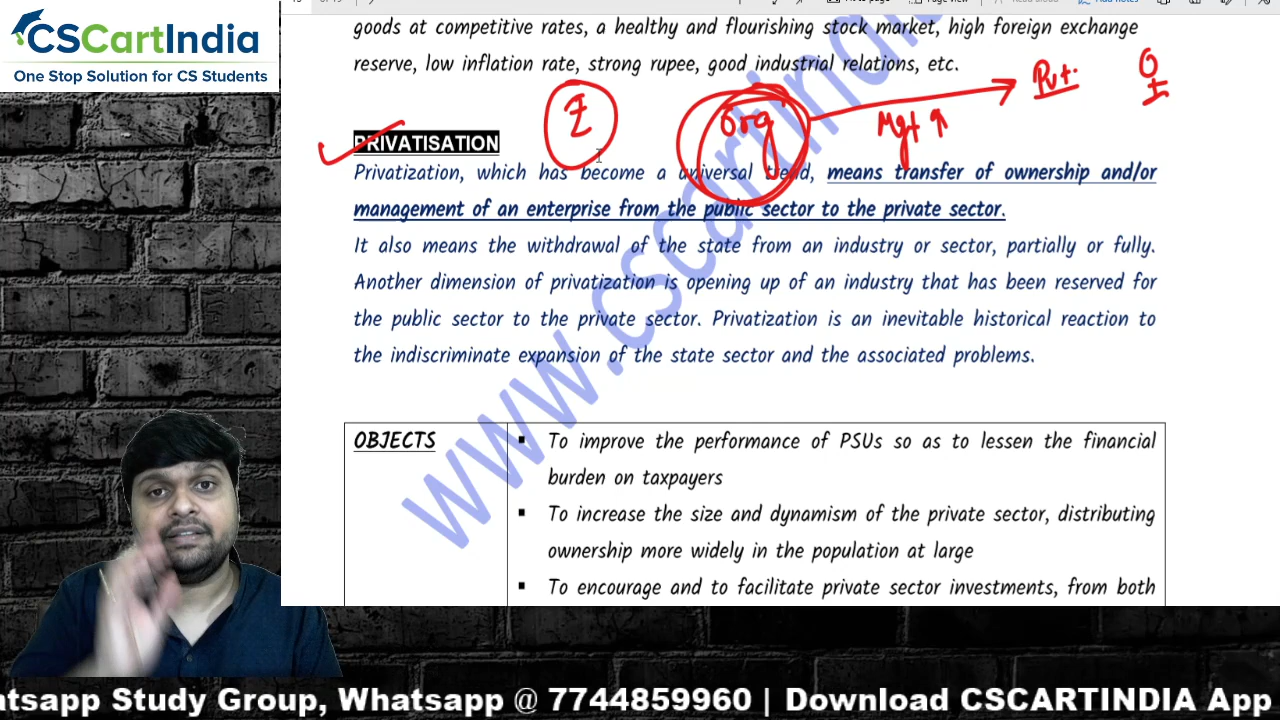 CSCartIndia
One Stop Solution for CS Students
goods at competitive rates, a healthy and flourishing stock market, high foreign exchange
reserve, low inflation rate, strong rupee, good industrial relations, etc.
Org
Pvt.
Mgt
PRIVATISATION
Privatization, which has become a universal trend, means transfer of ownership and/or
management of an enterprise from the public sector to the private sector.
It also means the withdrawal of the state from an industry or sector, partially or fully.
Another dimension of privatization is opening up of an industry that has been reserved for
the public sector to the private sector. Privatization is an inevitable historical reaction to
the indiscriminate expansion of the state sector and the associated problems.
OBJECTS
▪ To improve the performance of PSUs so as to lessen the financial
burden on taxpayers
▪ To increase the size and dynamism of the private sector, distributing
ownership more widely in the population at large
▪ To encourage and to facilitate private sector investments, from both
www.cscartindia
atsapp Study Group, Whatsapp @ 7744859960 | Download CSCARTINDIA App